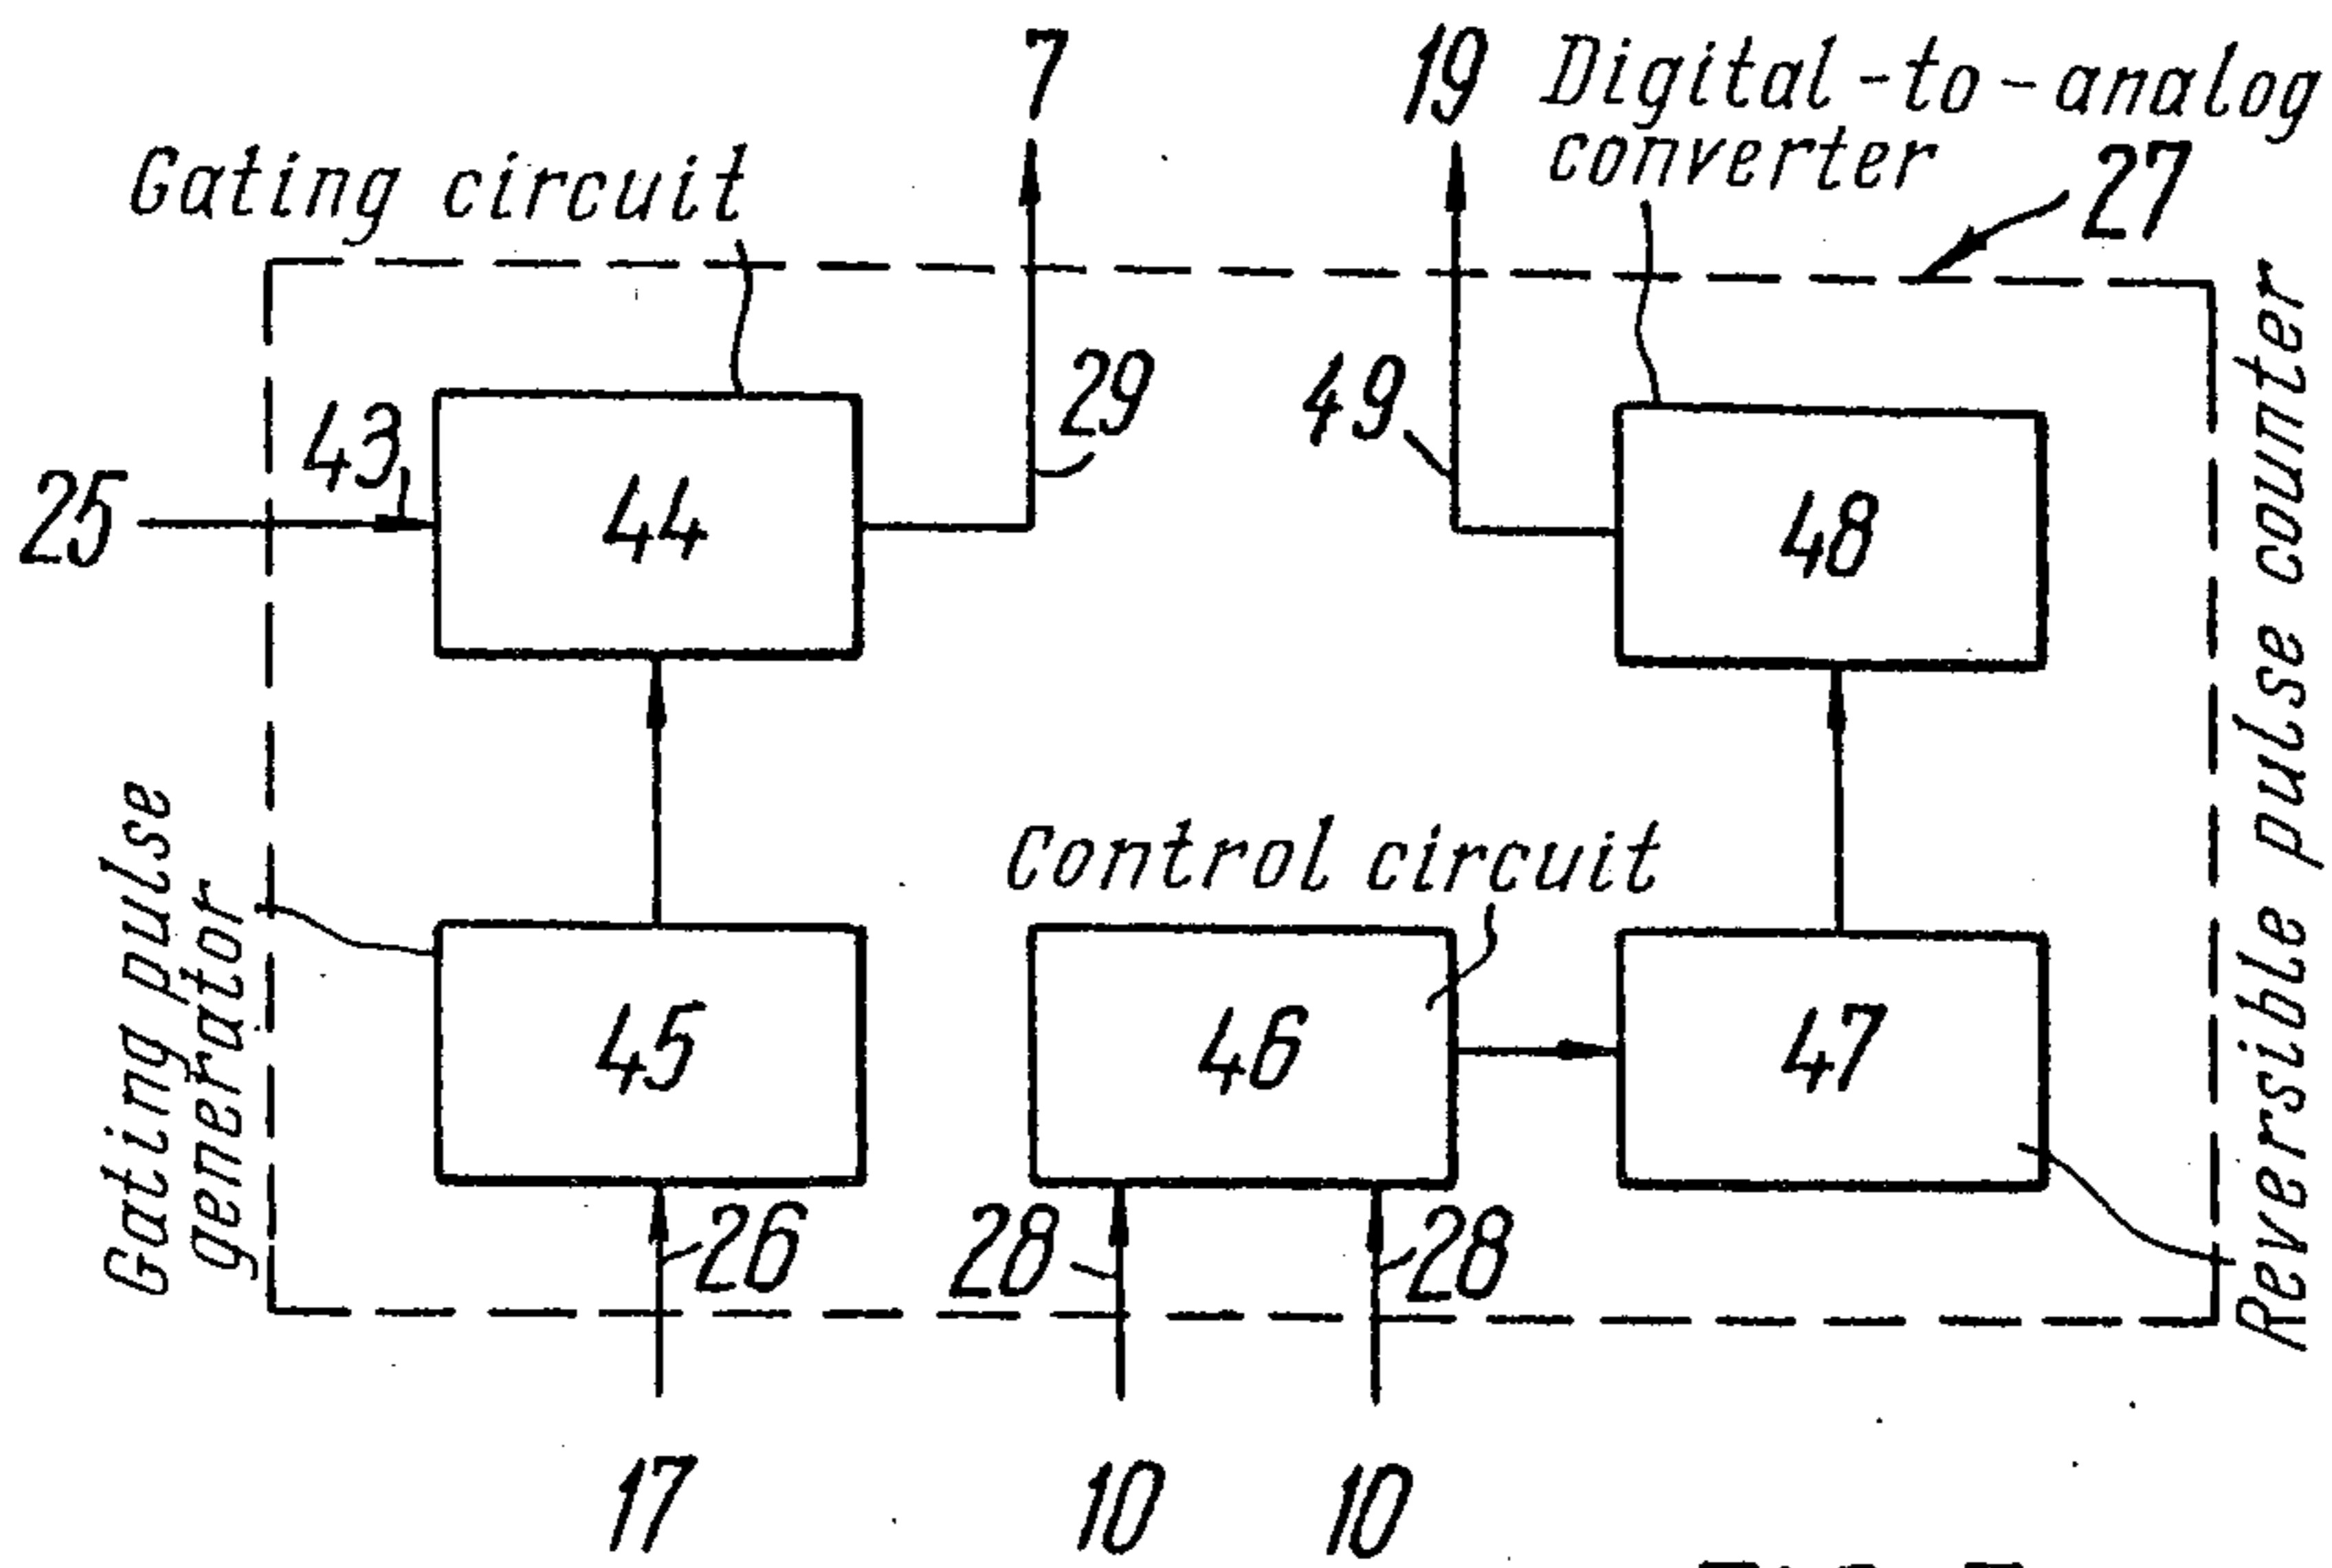 7
19
Digital-to-analog
converter
27
Gating circuit
29
49
43
25
44
48
Reversible pulse counter
Gating pulse
generator
Control circuit
45
46
47
26
28
28
17
10
10